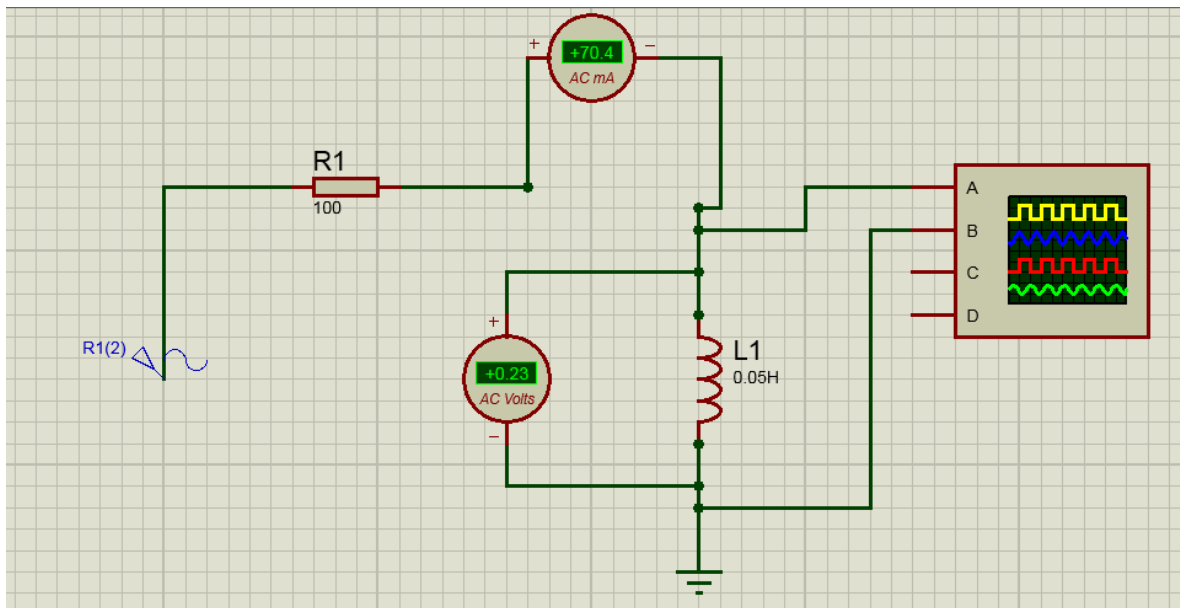 + +70.4 −
AC mA
R1
100
A
B
C
D
R1(2)
+
+0.23
AC Volts
−
L1
0.05H